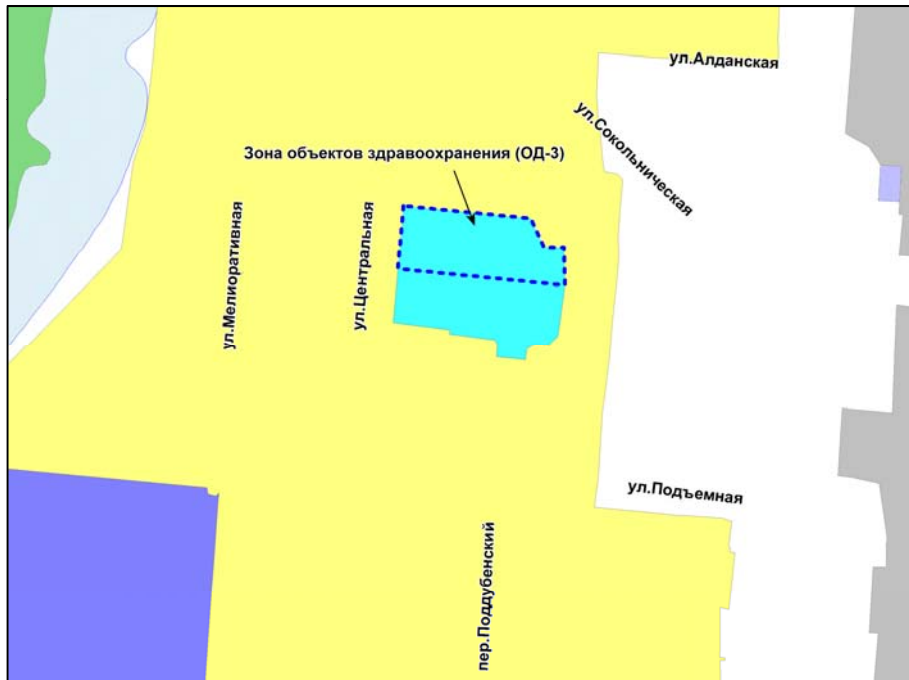 ул.Алданская
ул.Сокольническая
Зона объектов здравоохранения (ОД-3)
ул.Мелиоративная
ул.Центральная
ул.Подъемная
пер.Поддубенский